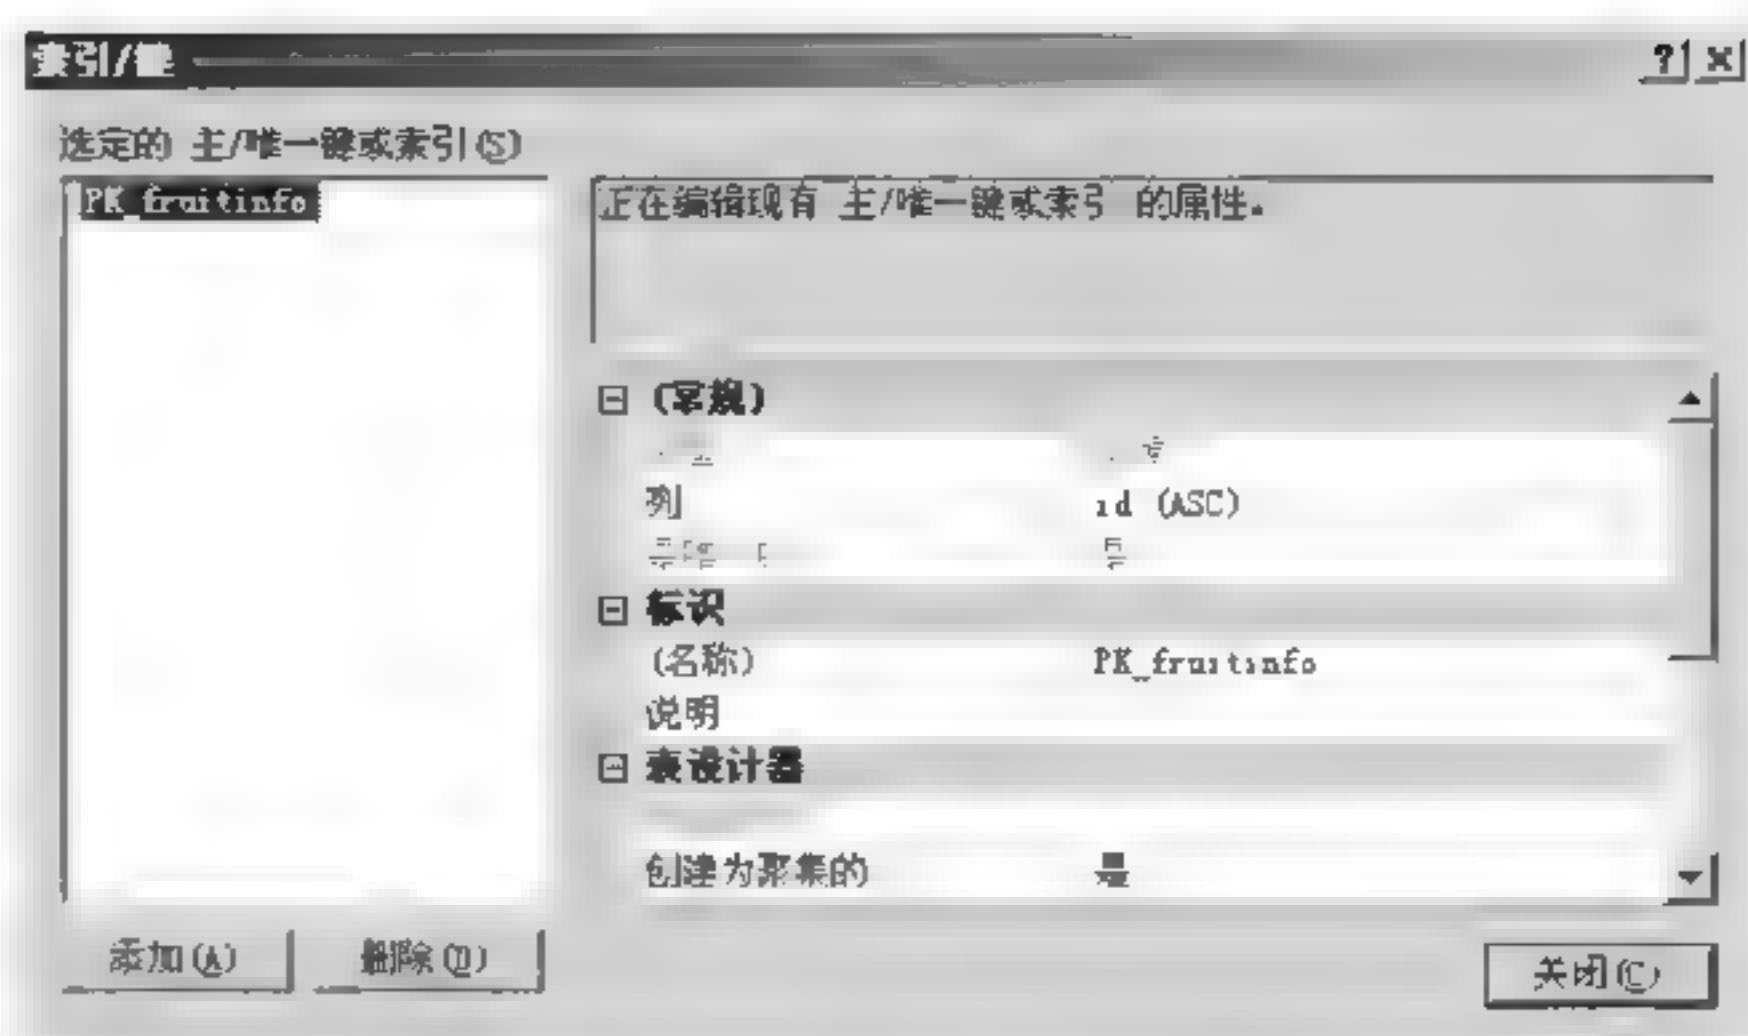 索引/键
选定的 主/唯一键或索引(S)
PK_fruitinfo
正在编辑现有 主/唯一键或索引 的属性。
(常规)
列 id (ASC)
是
标识
(名称) PK_fruitinfo
说明
表设计器
创建为聚集的 是
添加(A) 删除(D) 关闭(C)